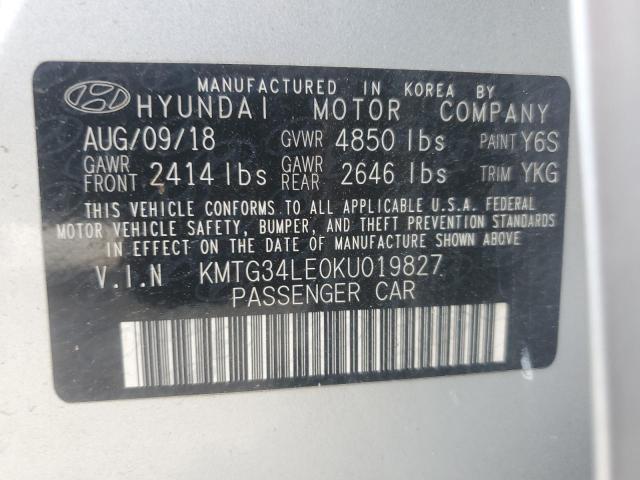 MANUFACTURED IN KOREA BY
HYUNDAI MOTOR COMPANY
AUG/09/18 GVWR 4850 lbs PAINT Y6S
GAWR FRONT 2414 lbs GAWR REAR 2646 lbs TRIM YKG
THIS VEHICLE CONFORMS TO ALL APPLICABLE U.S.A. FEDERAL
MOTOR VEHICLE SAFETY, BUMPER, AND THEFT PREVENTION STANDARDS
IN EFFECT ON THE DATE OF MANUFACTURE SHOWN ABOVE.
V.I.N KMTG34LE0KU019827
PASSENGER CAR